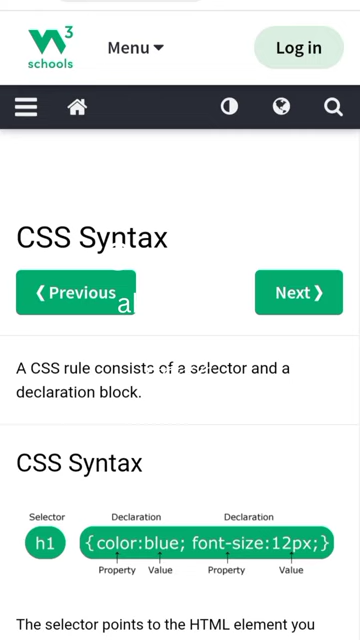 W3
schools
Menu
Log in
CSS Syntax
❮ Previous
Next ❯
A CSS rule consists of a selector and a
declaration block.
CSS Syntax
Selector
Declaration
Declaration
h1
{color:blue; font-size:12px;}
Property
Value
Property
Value
The selector points to the HTML element you